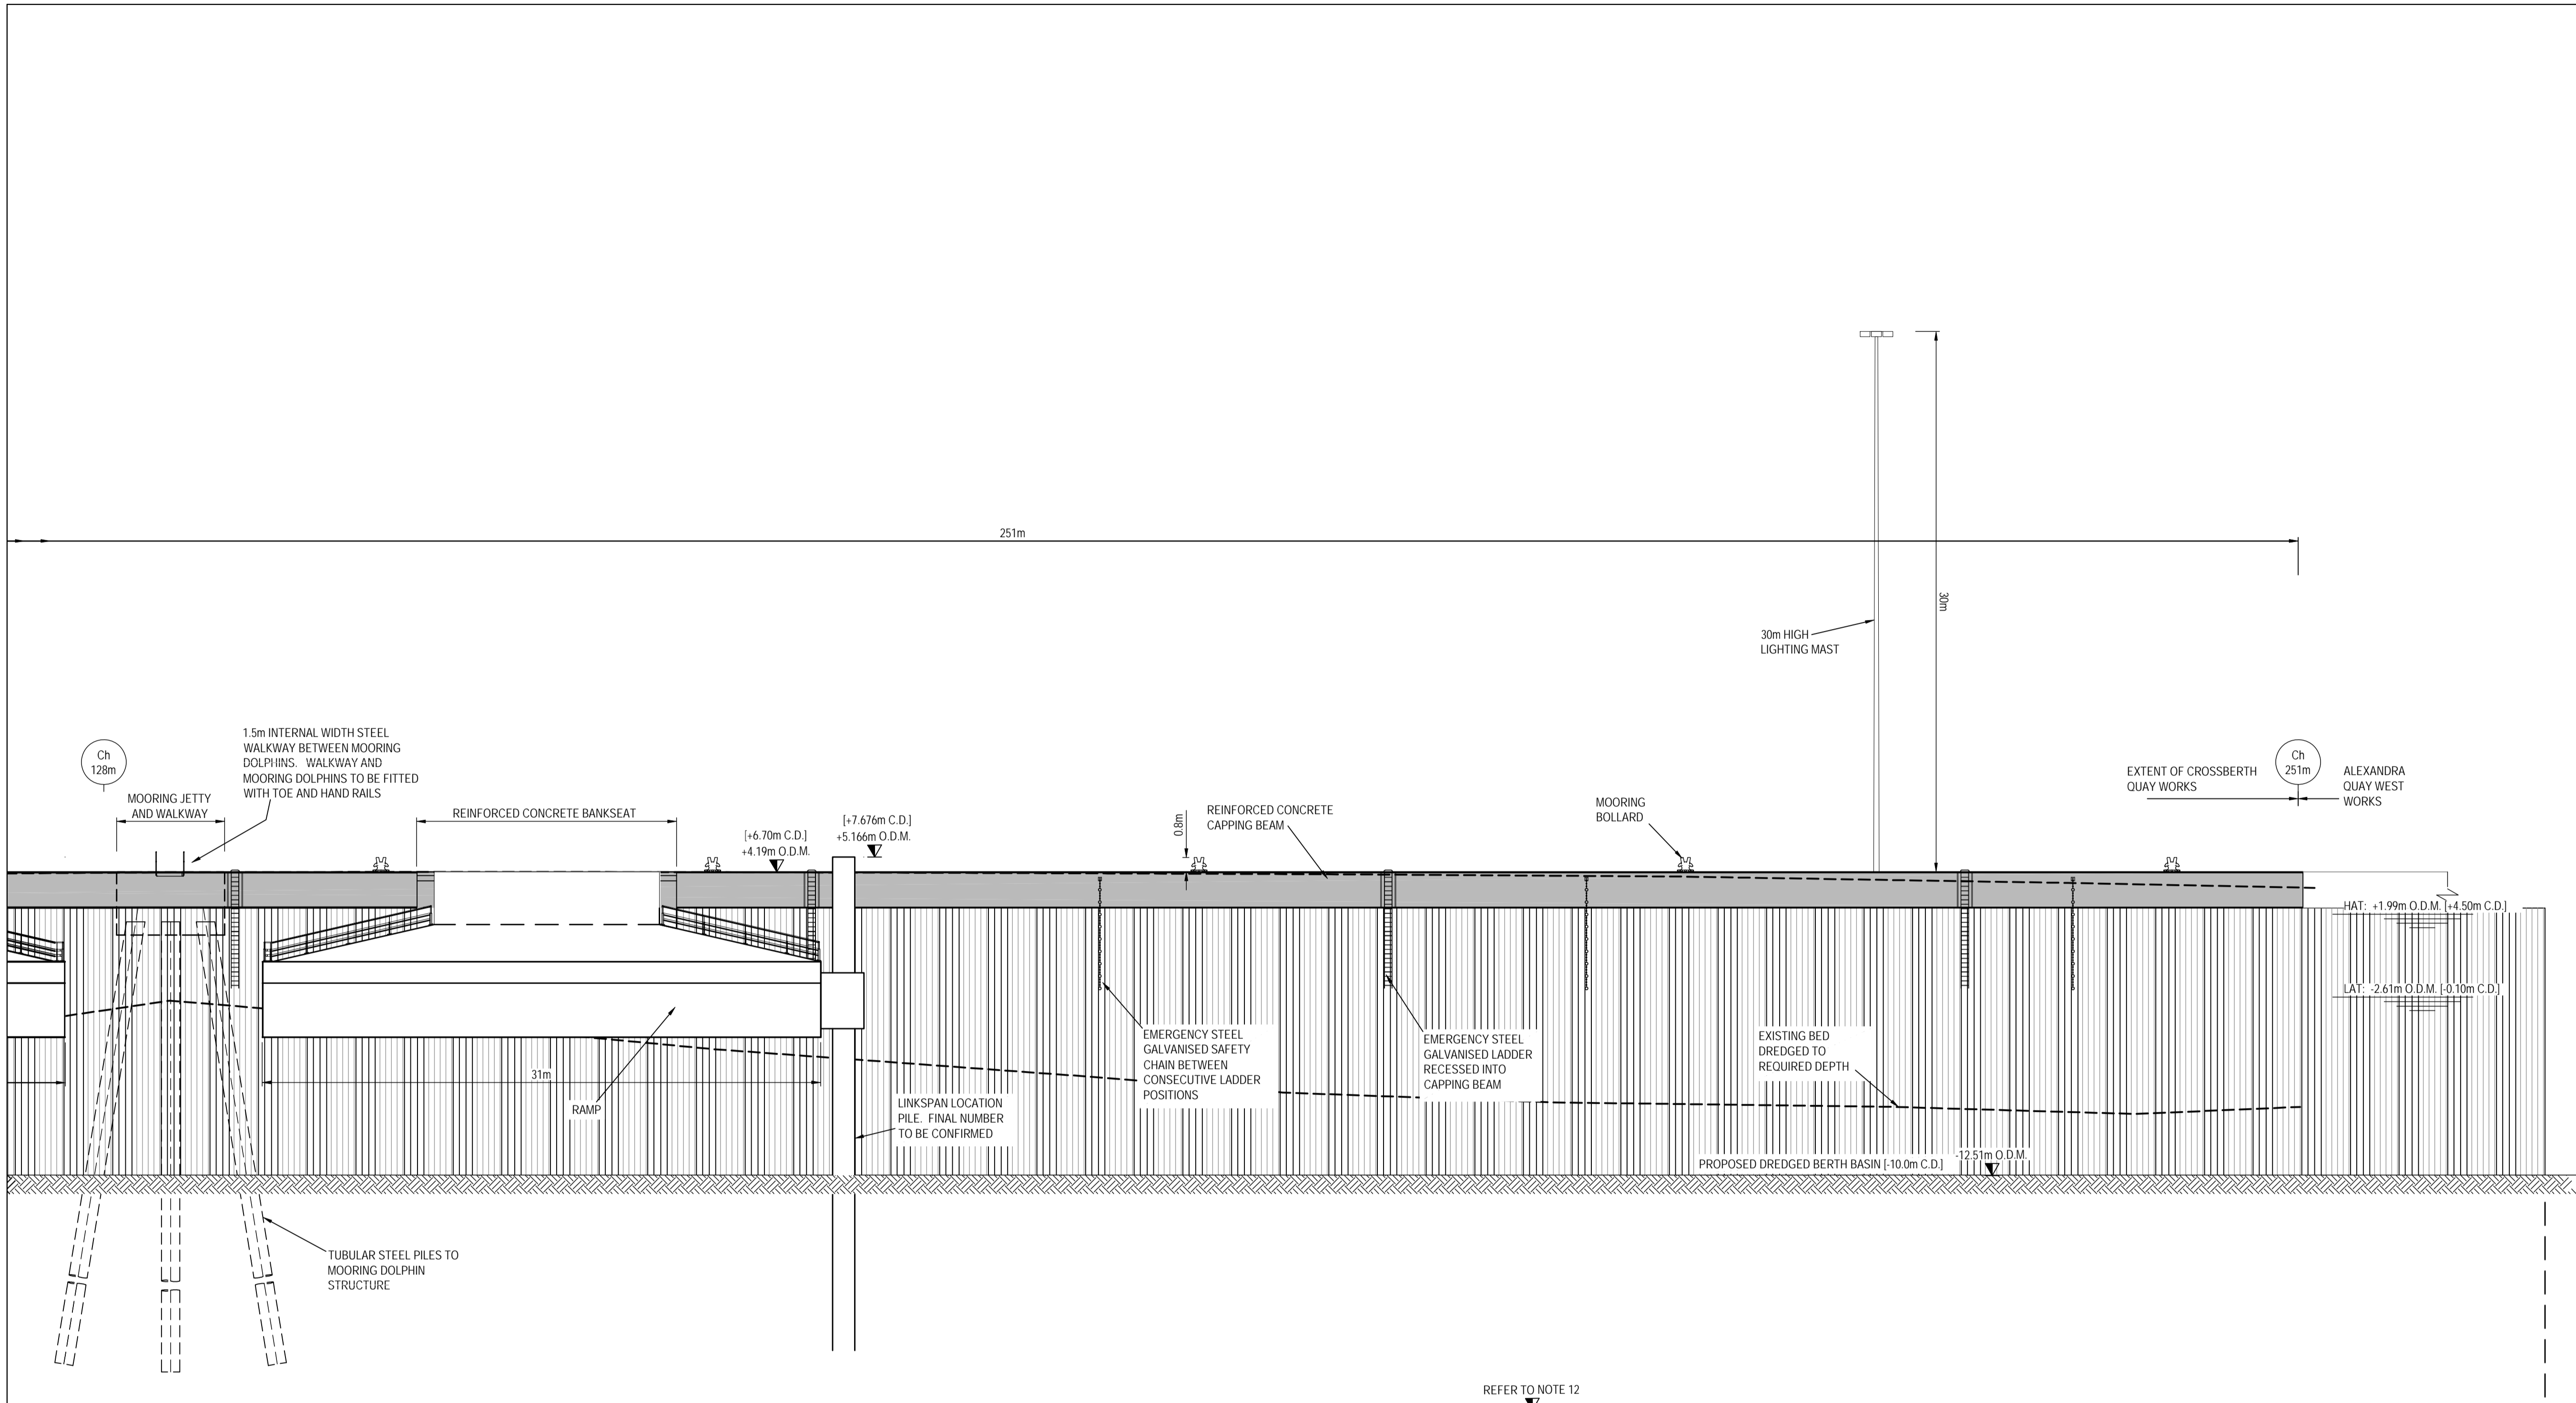 251m
30m
30m HIGH
LIGHTING MAST
Ch
128m
1.5m INTERNAL WIDTH STEEL
WALKWAY BETWEEN MOORING
DOLPHINS. WALKWAY AND
MOORING DOLPHINS TO BE FITTED
WITH TOE AND HAND RAILS
MOORING JETTY
AND WALKWAY
REINFORCED CONCRETE BANKSEAT
[+6.70m C.D.]
+4.19m O.D.M.
[+7.676m C.D.]
+5.166m O.D.M.
0.8m
REINFORCED CONCRETE
CAPPING BEAM
MOORING
BOLLARD
EXTENT OF CROSSBERTH
QUAY WORKS
Ch
251m
ALEXANDRA
QUAY WEST
WORKS
HAT: +1.99m O.D.M. [+4.50m C.D.]
LAT: -2.61m O.D.M. [-0.10m C.D.]
31m
RAMP
LINKSPAN LOCATION
PILE. FINAL NUMBER
TO BE CONFIRMED
EMERGENCY STEEL
GALVANISED SAFETY
CHAIN BETWEEN
CONSECUTIVE LADDER
POSITIONS
EMERGENCY STEEL
GALVANISED LADDER
RECESSED INTO
CAPPING BEAM
EXISTING BED
DREDGED TO
REQUIRED DEPTH
PROPOSED DREDGED BERTH BASIN [-10.0m C.D.]
-12.51m O.D.M.
TUBULAR STEEL PILES TO
MOORING DOLPHIN
STRUCTURE
REFER TO NOTE 12